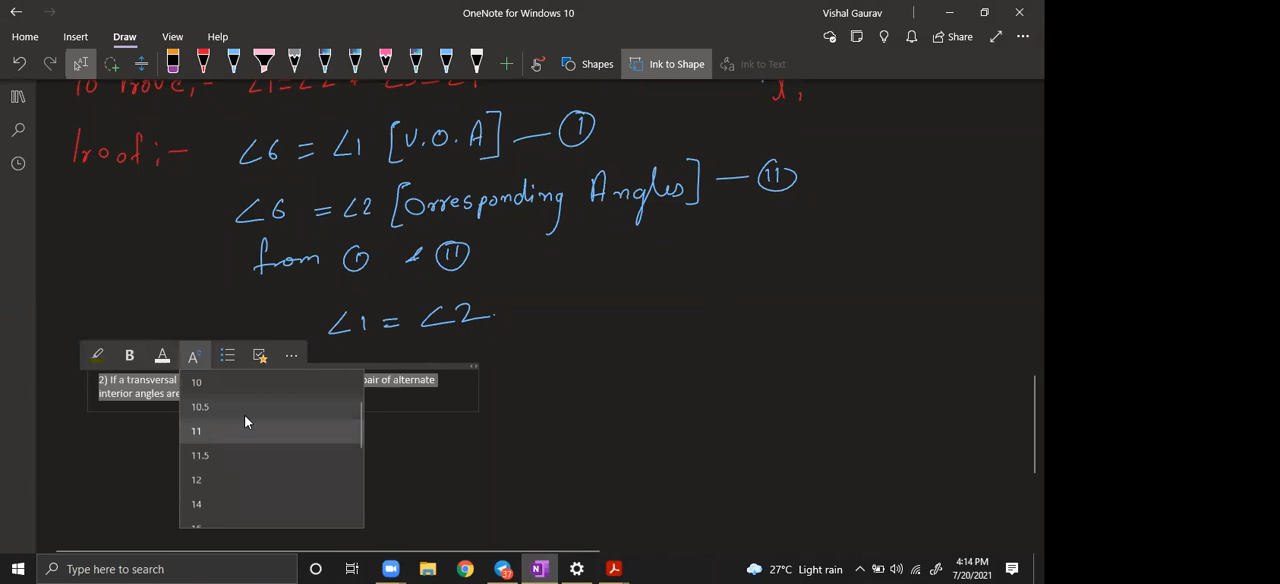 OneNote for Windows 10
Vishal Gaurav
Home Insert Draw View Help
Share
Shapes Ink to Shape Ink to Text
To Prove :-
Proof :- ∠6 = ∠1 [V.O.A] — (I)
∠6 = ∠2 [Corresponding Angles] — (II)
from (I) & (II)
∠1 = ∠2.
B A A
2) If a transversal pair of alternate
interior angles are
10
10.5
11
11.5
12
14
Type here to search
37
27°C Light rain
4:14 PM
7/20/2021